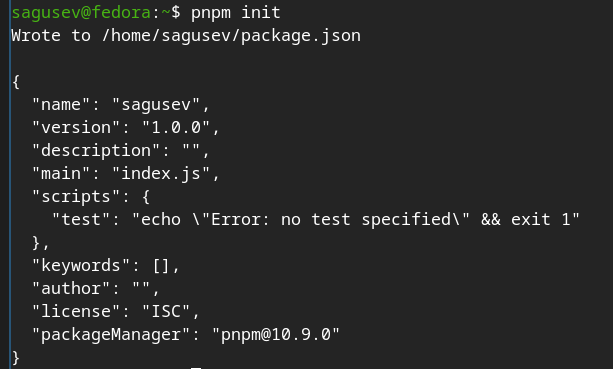 sagusev@fedora:~$ pnpm init
Wrote to /home/sagusev/package.json

{
  "name": "sagusev",
  "version": "1.0.0",
  "description": "",
  "main": "index.js",
  "scripts": {
    "test": "echo \"Error: no test specified\" && exit 1"
  },
  "keywords": [],
  "author": "",
  "license": "ISC",
  "packageManager": "pnpm@10.9.0"
}